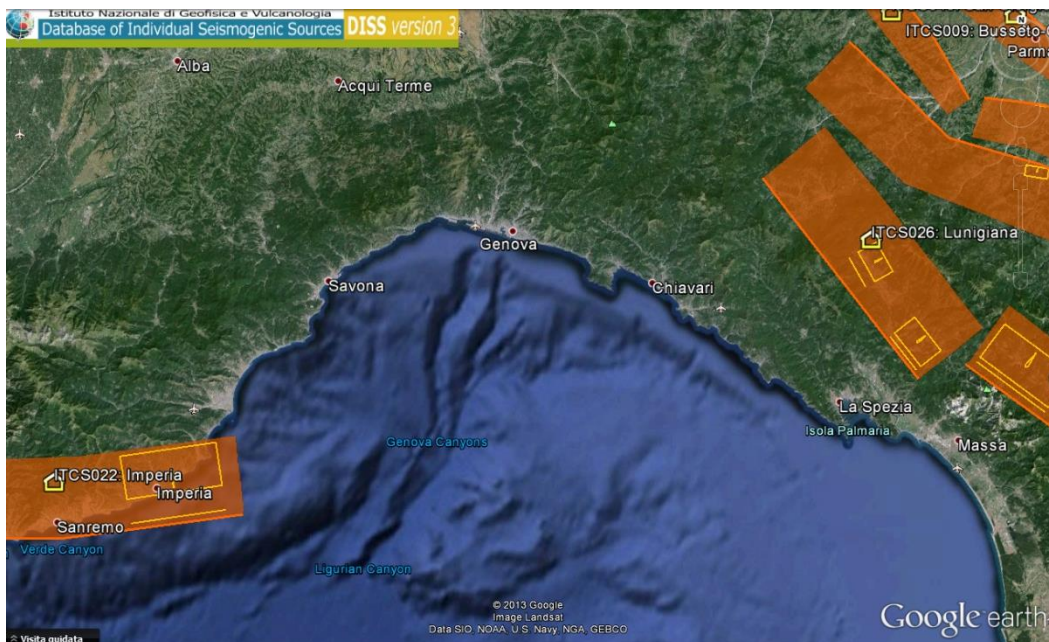 Istituto Nazionale di Geofisica e Vulcanologia
Database of Individual Seismogenic Sources DISS version 3
ITCS009: Busseto-
Parma
Alba
Acqui Terme
N
ITCS026: Lunigiana
Genova
Savona
Chiavari
La Spezia
Isola Palmaria
Massa
Genova Canyons
ITCS022: Imperia
Imperia
Sanremo
Verde Canyon
Ligurian Canyon
© 2013 Google
Image Landsat
Data SIO, NOAA, U.S. Navy, NGA, GEBCO
Google earth
Visita guidata